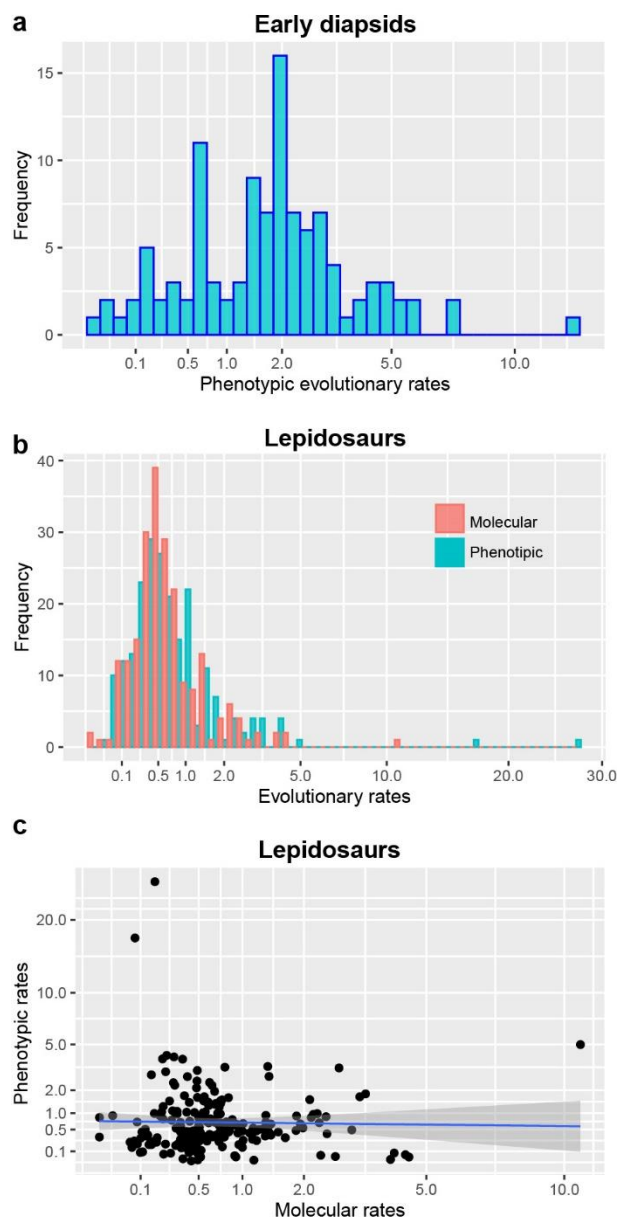 a
Early diapsids
15
10
5
0
Frequency
0.1 0.5 1.0 2.0 5.0 10.0
Phenotypic evolutionary rates
b
Lepidosaurs
40
30
20
10
0
Frequency
Molecular
Phenotipic
0.1 0.5 1.0 2.0 5.0 10.0 20.0 30.0
Evolutionary rates
c
Lepidosaurs
20.0
10.0
5.0
2.0
1.0
0.5
0.1
Phenotypic rates
0.1 0.5 1.0 2.0 5.0 10.0
Molecular rates